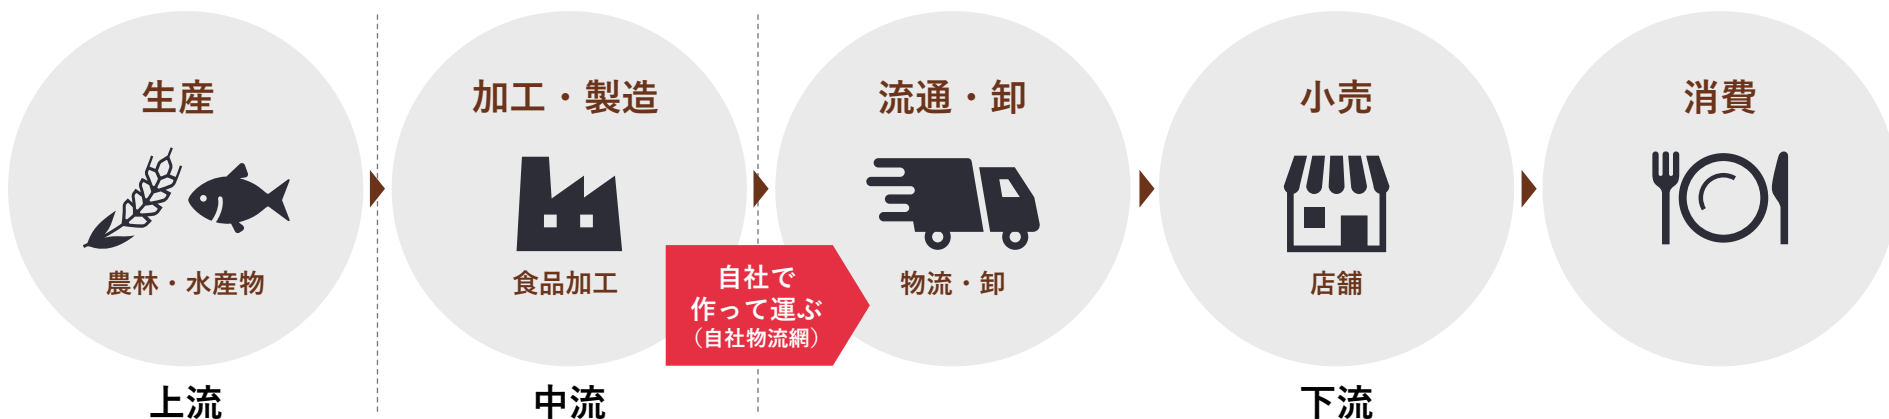 生産
農林・水産物
上流
加工・製造
食品加工
中流
自社で
作って運ぶ
（自社物流網）
流通・卸
物流・卸
小売
店舗
下流
消費